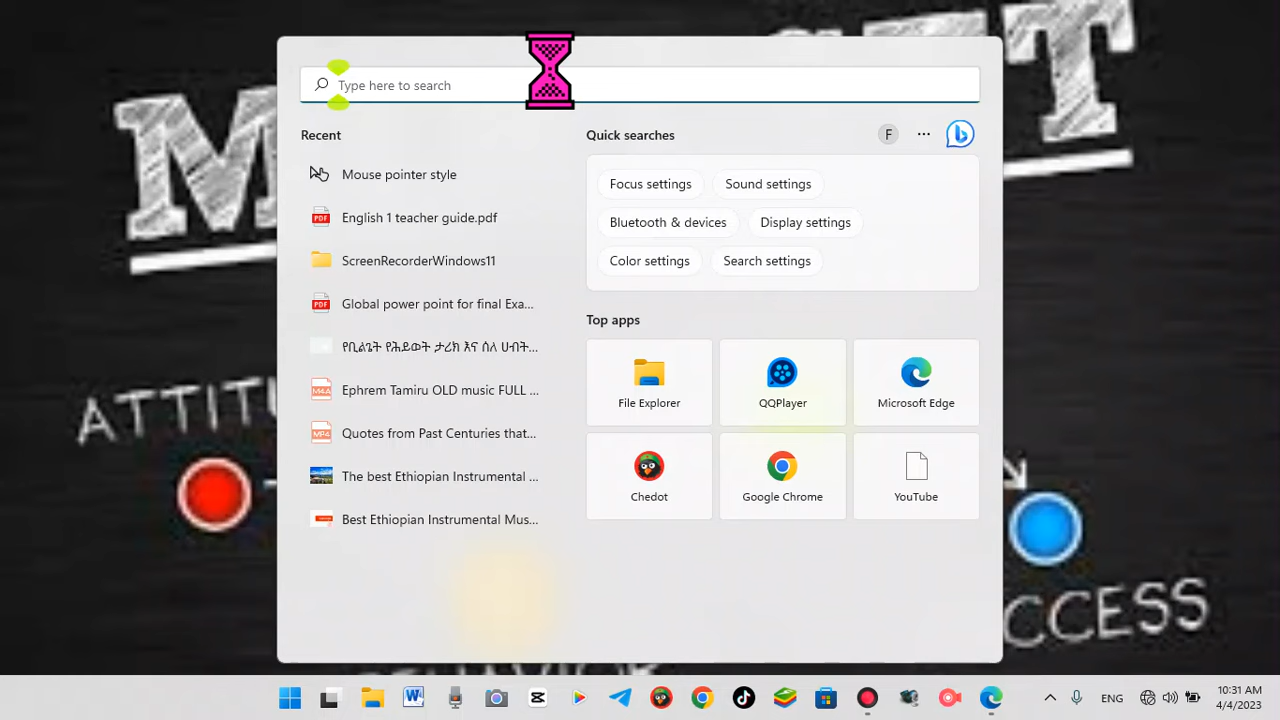 Type here to search
Recent
Quick searches
F
Mouse pointer style
Focus settings
Sound settings
English 1 teacher guide.pdf
Bluetooth & devices
Display settings
ScreenRecorderWindows11
Color settings
Search settings
Global power point for final Exa...
Top apps
የቢልጌት የሕይወት ታሪክ እና ስለ ሀብት...
Ephrem Tamiru OLD music FULL ...
File Explorer
QQPlayer
Microsoft Edge
Quotes from Past Centuries that...
The best Ethiopian Instrumental ...
Chedot
Google Chrome
YouTube
Best Ethiopian Instrumental Mus...
ENG
10:31 AM
4/4/2023